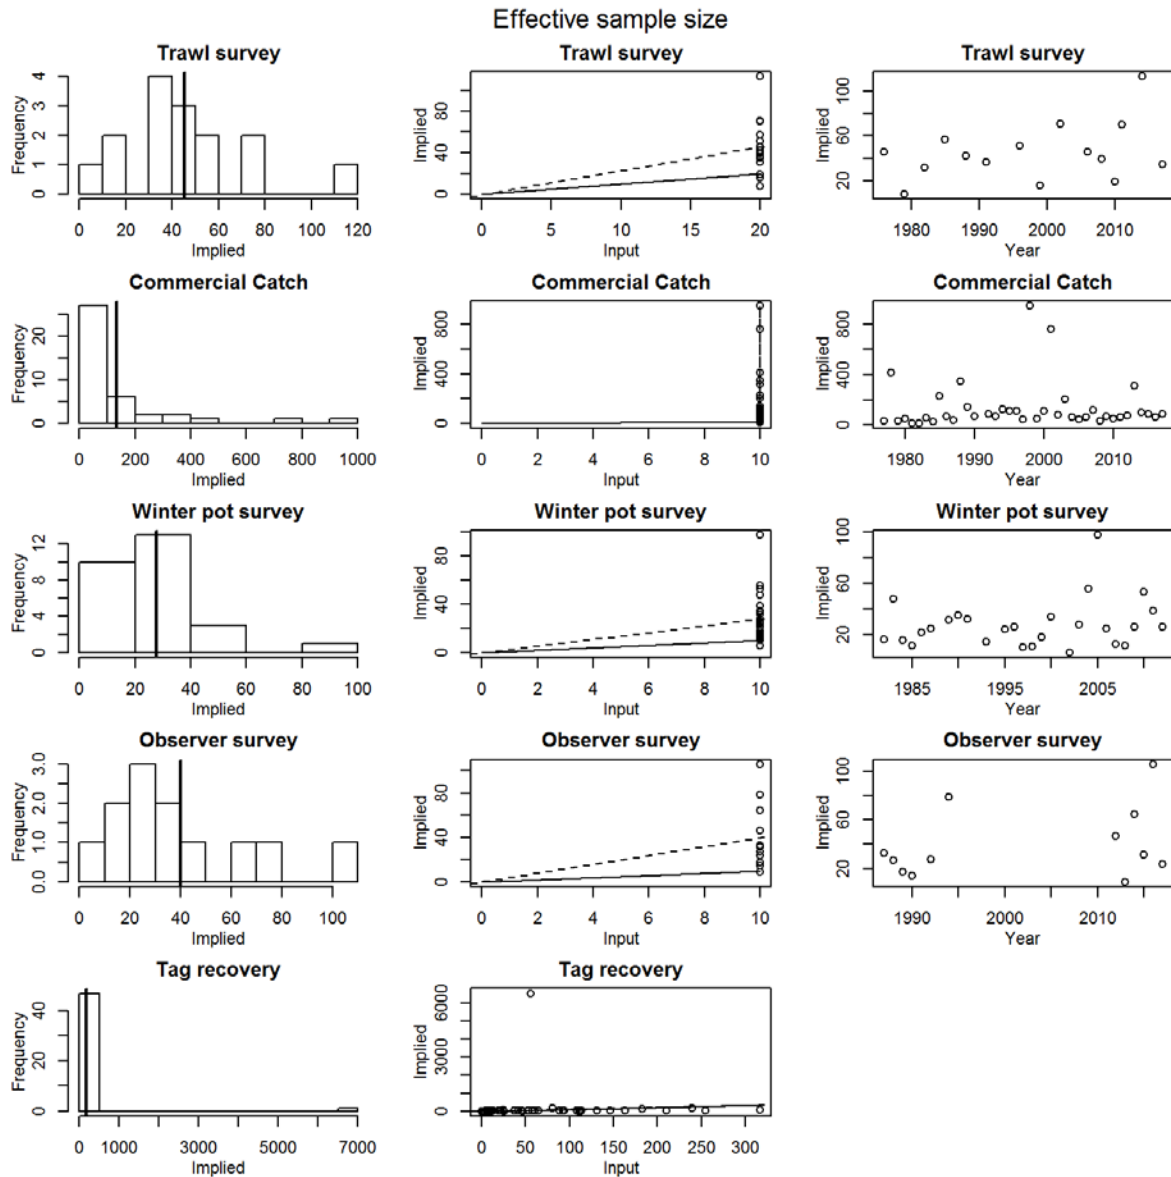 Effective sample size
Trawl survey Trawl survey Trawl survey
Frequency
0 1 2 3 4
0 20 40 60 80 100 120
Implied
Implied
0 40 80
0 5 10 15 20
Input
Implied
20 60 100
1980 1990 2000 2010
Year
Commercial Catch Commercial Catch Commercial Catch
Frequency
0 10 20
0 200 400 600 800 1000
Implied
Implied
0 400 800
0 2 4 6 8 10
Input
Implied
0 400 800
1980 1990 2000 2010
Year
Winter pot survey Winter pot survey Winter pot survey
Frequency
0 4 8 12
0 20 40 60 80 100
Implied
Implied
0 40 80
0 2 4 6 8 10
Input
Implied
20 60 100
1985 1995 2005
Year
Observer survey Observer survey Observer survey
Frequency
0.0 1.0 2.0 3.0
0 20 40 60 80 100
Implied
Implied
0 40 80
0 2 4 6 8 10
Input
Implied
20 60 100
1990 2000 2010
Year
Tag recovery Tag recovery
Frequency
0 20 40
0 1000 3000 5000 7000
Implied
Implied
0 3000 6000
0 50 100 150 200 250 300
Input